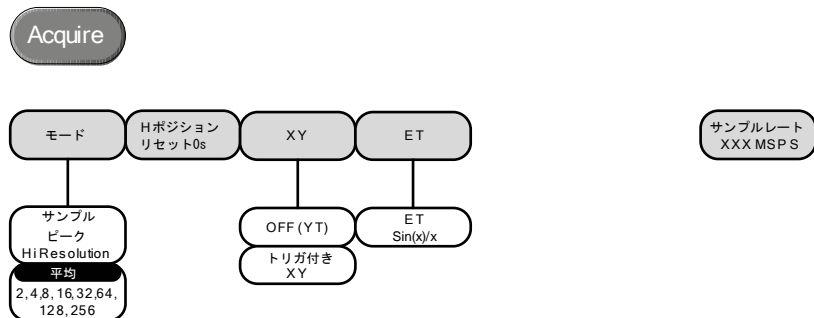 Acquire
モード
Hポジション
リセット0s
XY
ET
サンプルレート
XXX MSPS
サンプル
ピーク
HiResolution
平均
2,4,8,16,32,64,
128,256
OFF(YT)
トリガ付き
XY
ET
Sin(x)/x